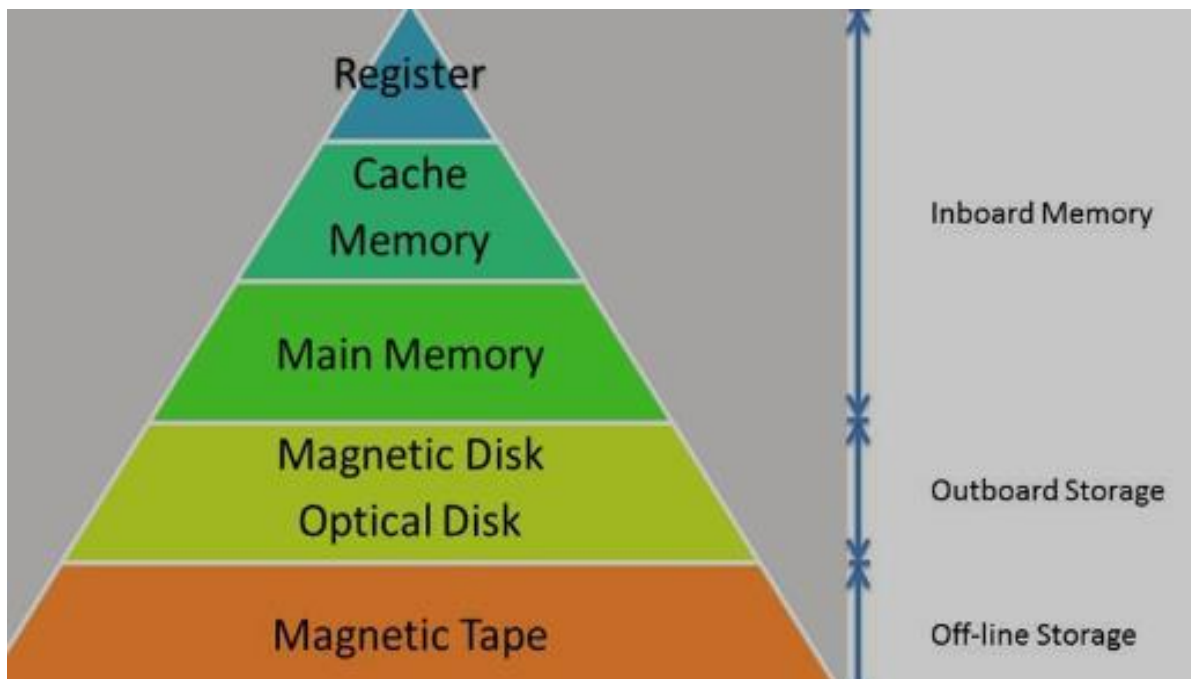 Register
Cache
Memory
Inboard Memory
Main Memory
Magnetic Disk
Optical Disk
Outboard Storage
Magnetic Tape
Off-line Storage